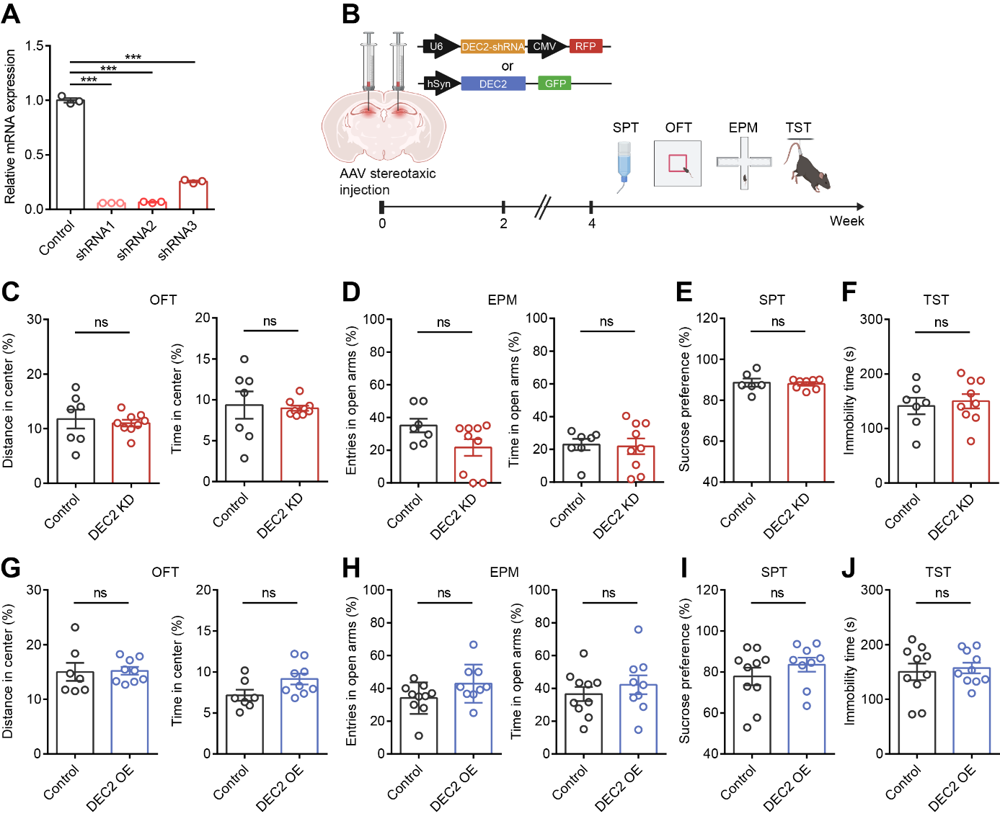 A
Relative mRNA expression
1.5
1.0
0.5
0.0
***
***
***
Control
shRNA1
shRNA2
shRNA3
B
U6
DEC2-shRNA
CMV
RFP
or
hSyn
DEC2
GFP
AAV stereotaxic
injection
SPT
OFT
EPM
TST
0
2
4
Week
C
OFT
Distance in center (%)
30
20
10
0
ns
Control
DEC2 KD
Time in center (%)
20
15
10
5
0
ns
Control
DEC2 KD
D
EPM
Entries in open arms (%)
100
80
60
40
20
0
ns
Control
DEC2 KD
Time in open arms (%)
100
80
60
40
20
0
ns
Control
DEC2 KD
E
SPT
Sucrose preference (%)
120
100
80
60
40
ns
Control
DEC2 KD
F
TST
Immobility time (s)
300
200
100
0
ns
Control
DEC2 KD
G
OFT
Distance in center (%)
30
20
10
0
ns
Control
DEC2 OE
Time in center (%)
20
15
10
5
0
ns
Control
DEC2 OE
H
EPM
Entries in open arms (%)
100
80
60
40
20
0
ns
Control
DEC2 OE
Time in open arms (%)
100
80
60
40
20
0
ns
Control
DEC2 OE
I
SPT
Sucrose preference (%)
120
100
80
60
40
ns
Control
DEC2 OE
J
TST
Immobility time (s)
300
200
100
0
ns
Control
DEC2 OE